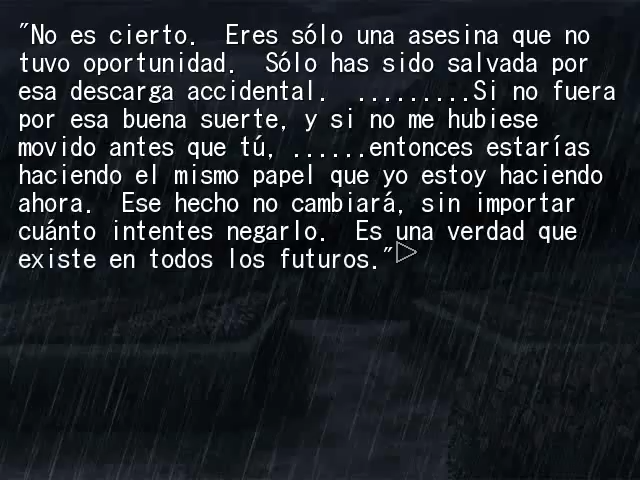 "No es cierto.  Eres sólo una asesina que no
tuvo oportunidad.  Sólo has sido salvada por
esa descarga accidental.  .........Si no fuera
por esa buena suerte, y si no me hubiese
movido antes que tú, ......entonces estarías
haciendo el mismo papel que yo estoy haciendo
ahora.  Ese hecho no cambiará, sin importar
cuánto intentes negarlo.  Es una verdad que
existe en todos los futuros."